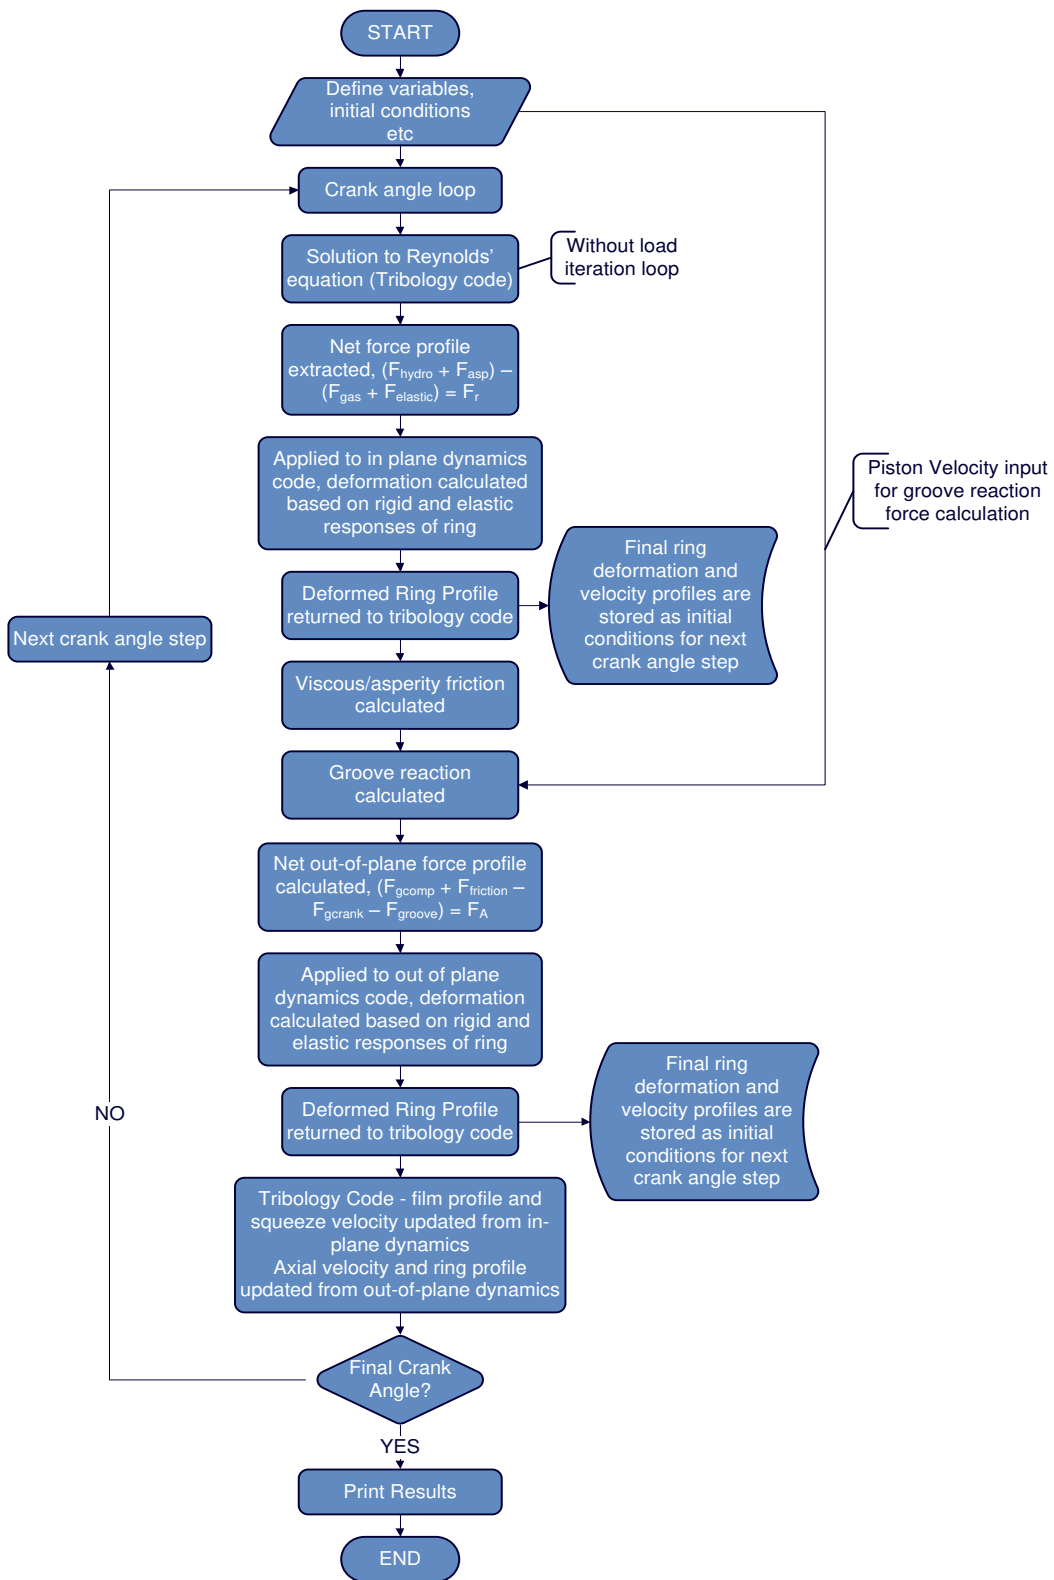 START
Define variables,
initial conditions
etc
Crank angle loop
Solution to Reynolds'
equation (Tribology code)
Without load
iteration loop
Net force profile
extracted, (Fhydro + Fasp) –
(Fgas + Felastic) = Fr
Applied to in plane dynamics
code, deformation calculated
based on rigid and elastic
responses of ring
Piston Velocity input
for groove reaction
force calculation
Deformed Ring Profile
returned to tribology code
Final ring
deformation and
velocity profiles are
stored as initial
conditions for next
crank angle step
Next crank angle step
Viscous/asperity friction
calculated
Groove reaction
calculated
Net out-of-plane force profile
calculated, (Fgcomp + Ffriction –
Fgcrank – Fgroove) = FA
Applied to out of plane
dynamics code, deformation
calculated based on rigid and
elastic responses of ring
Deformed Ring Profile
returned to tribology code
Final ring
deformation and
velocity profiles are
stored as initial
conditions for next
crank angle step
NO
Tribology Code - film profile and
squeeze velocity updated from in-
plane dynamics
Axial velocity and ring profile
updated from out-of-plane dynamics
Final Crank
Angle?
YES
Print Results
END